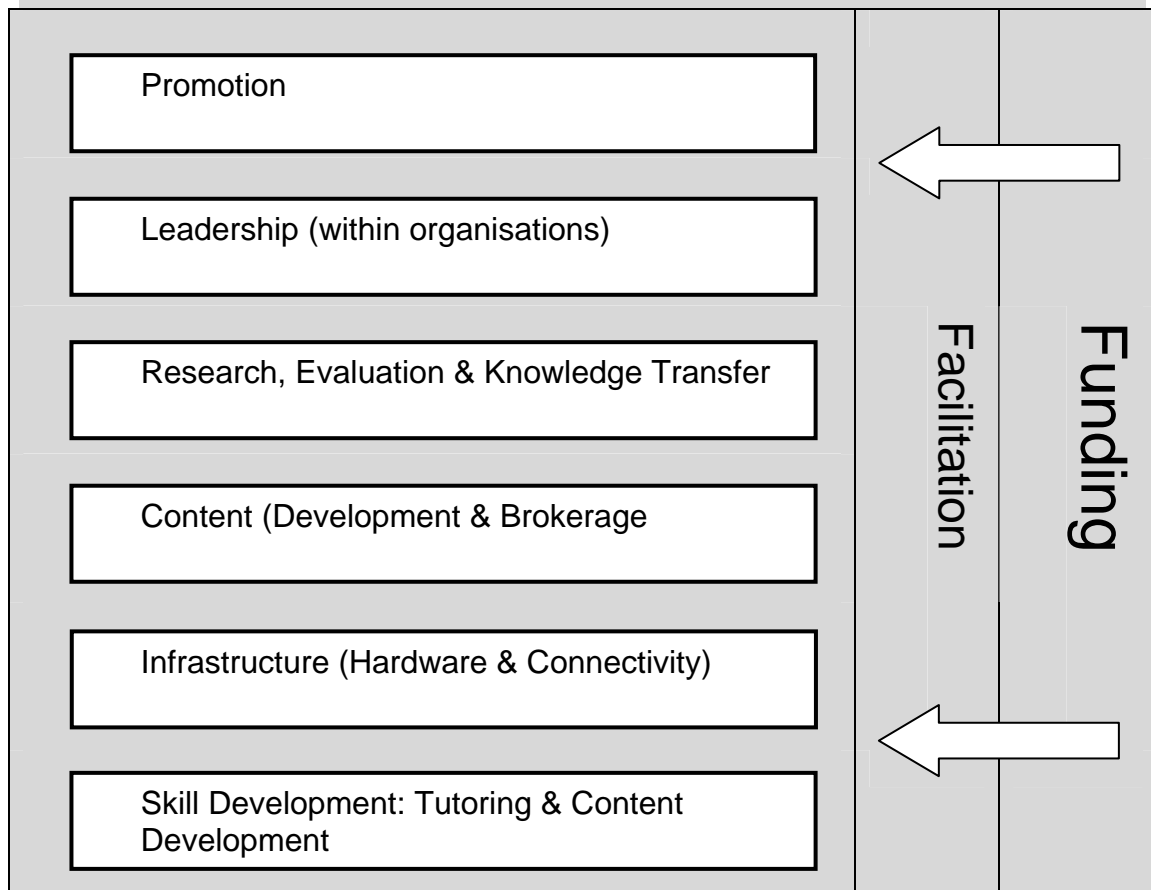 Promotion
Leadership (within organisations)
Research, Evaluation & Knowledge Transfer
Content (Development & Brokerage
Infrastructure (Hardware & Connectivity)
Skill Development: Tutoring & Content
Development
Facilitation
Funding